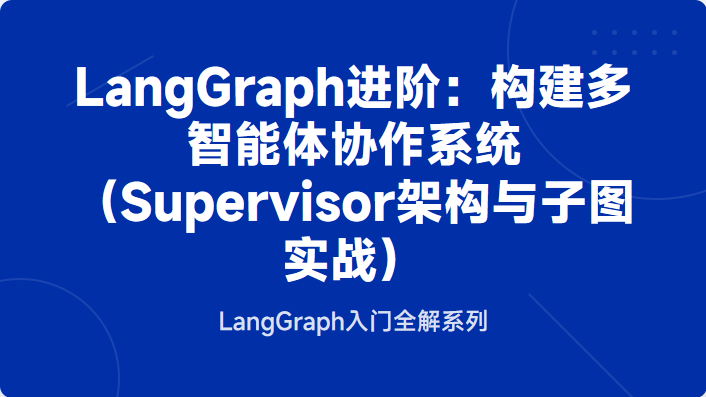 LangGraph进阶：构建多
智能体协作系统
（Supervisor架构与子图
实战）
LangGraph入门全解系列